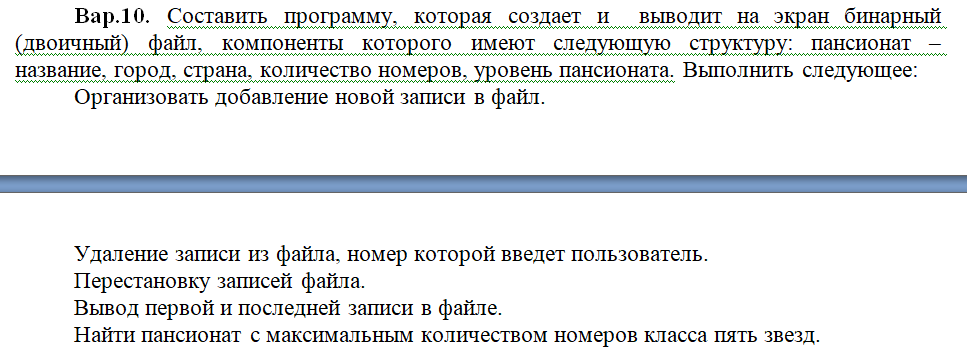 Вар.10. Составить программу, которая создает и выводит на экран бинарный
(двоичный) файл, компоненты которого имеют следующую структуру: пансионат –
название, город, страна, количество номеров, уровень пансионата. Выполнить следующее:
Организовать добавление новой записи в файл.
Удаление записи из файла, номер которой введет пользователь.
Перестановку записей файла.
Вывод первой и последней записи в файле.
Найти пансионат с максимальным количеством номеров класса пять звезд.